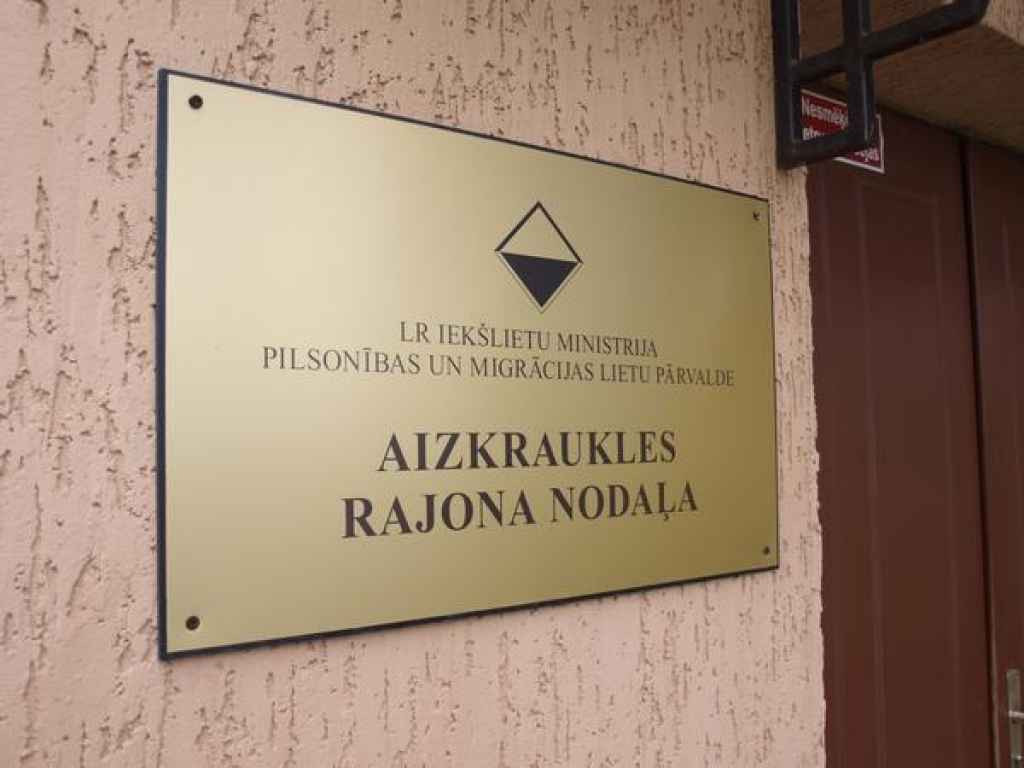 LR IEKŠLIETU MINISTRIJA
PILSONĪBAS UN MIGRĀCIJAS LIETU PĀRVALDE
AIZKRAUKLES
RAJONA NODAĻA